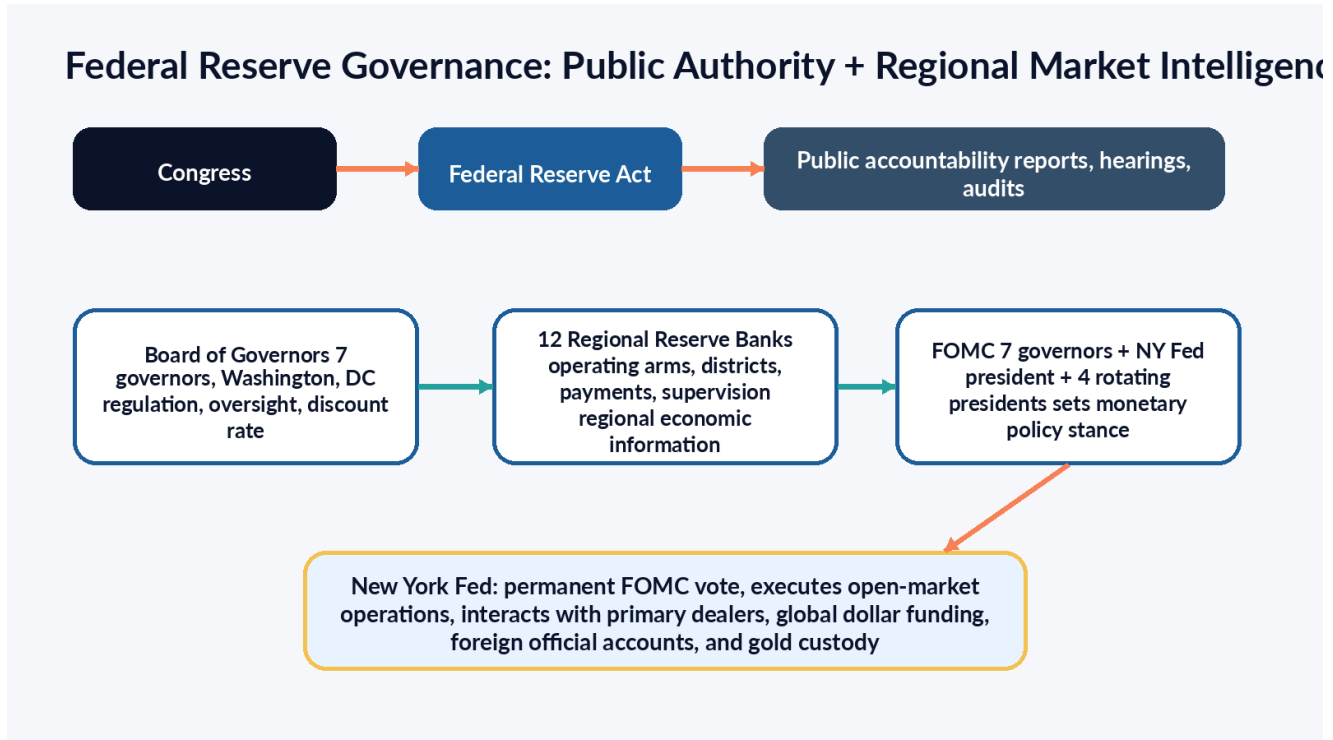 Federal Reserve Governance: Public Authority + Regional Market Intelligenc
Congress
Federal Reserve Act
Public accountability reports, hearings,
audits
Board of Governors 7
governors, Washington, DC
regulation, oversight, discount
rate
12 Regional Reserve Banks
operating arms, districts,
payments, supervision
regional economic
information
FOMC 7 governors + NY Fed
president + 4 rotating
presidents sets monetary
policy stance
New York Fed: permanent FOMC vote, executes open-market
operations, interacts with primary dealers, global dollar funding,
foreign official accounts, and gold custody